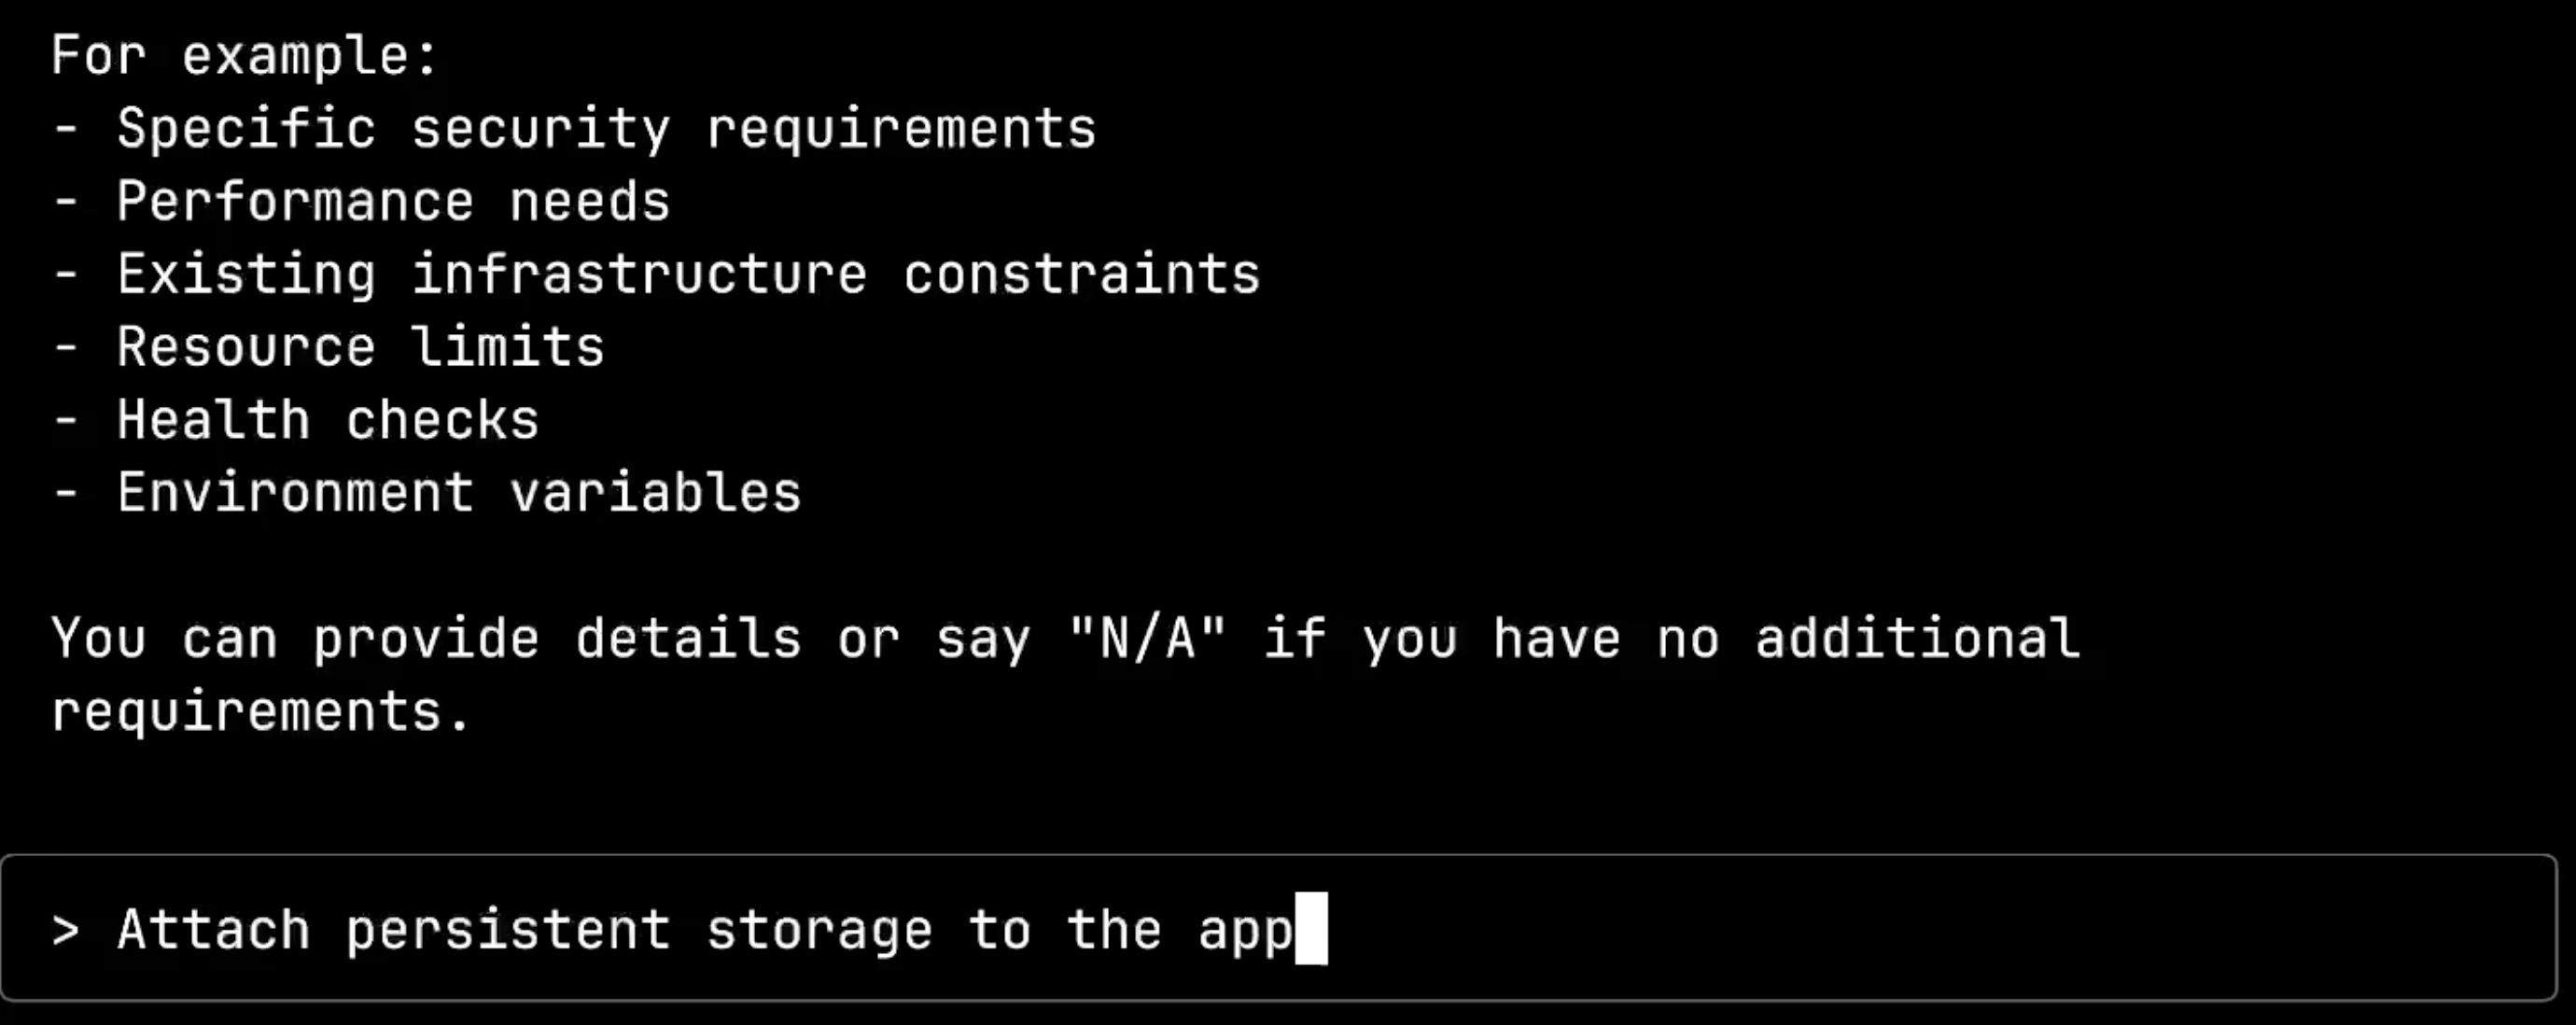 For example:
- Specific security requirements
- Performance needs
- Existing infrastructure constraints
- Resource limits
- Health checks
- Environment variables
You can provide details or say "N/A" if you have no additional
requirements.
> Attach persistent storage to the app